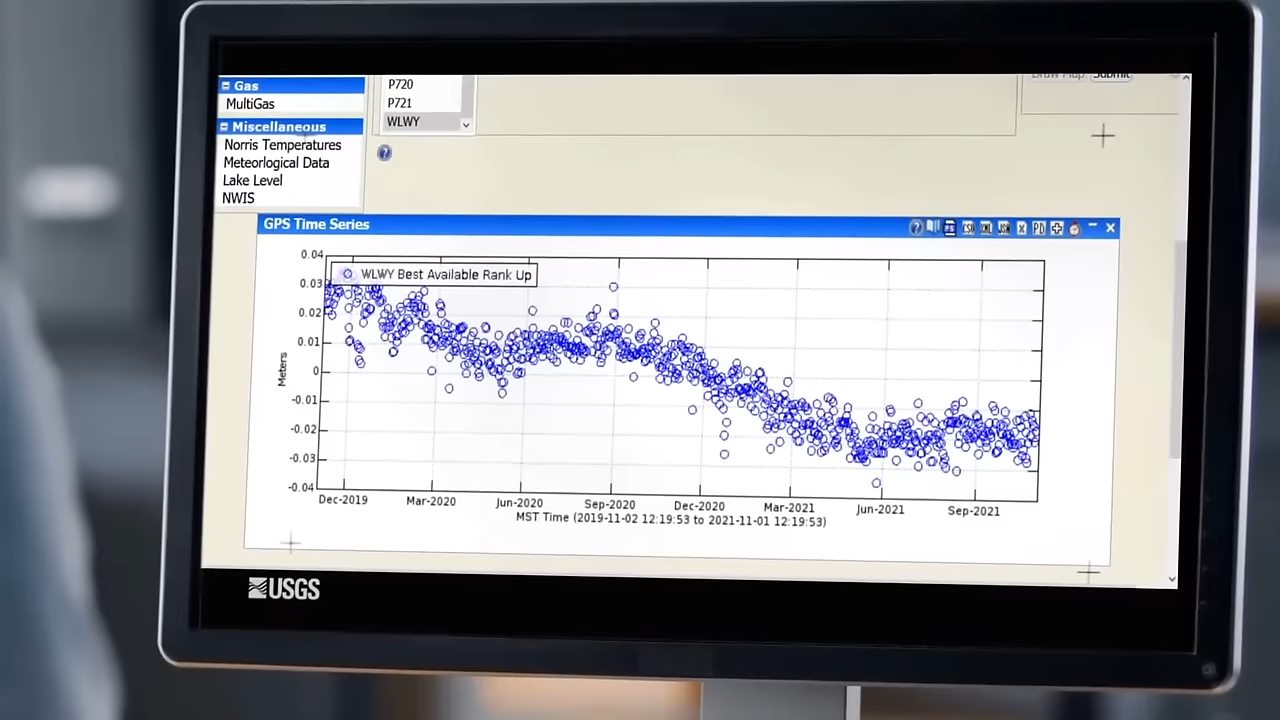 Gas
MultiGas
Miscellaneous
Norris Temperatures
Meteorlogical Data
Lake Level
NWIS
P720
P721
WLWY
Draw Map Submit
GPS Time Series
WLWY Best Available Rank Up
0.04
0.03
0.02
0.01
0
-0.01
-0.02
-0.03
-0.04
Meters
Dec-2019 Mar-2020 Jun-2020 Sep-2020 Dec-2020 Mar-2021 Jun-2021 Sep-2021
MST Time (2019-11-02 12:19:53 to 2021-11-01 12:19:53)
USGS